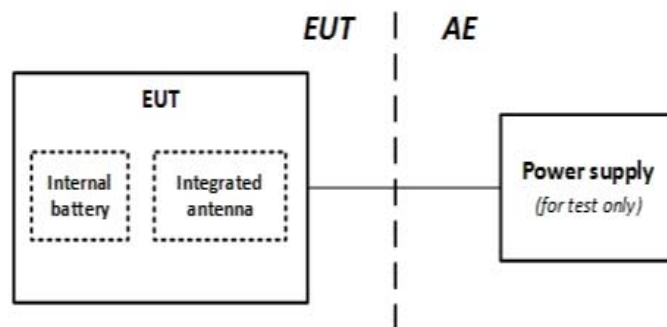 EUT AE
EUT
Internal
battery
Integrated
antenna
Power supply
(for test only)